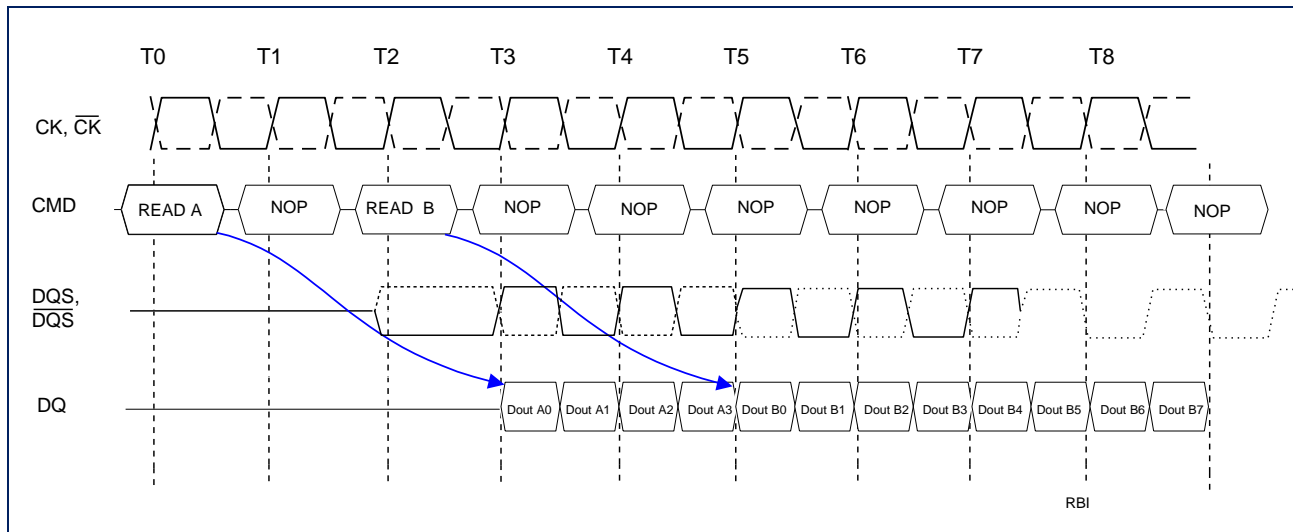 T0 T1 T2 T3 T4 T5 T6 T7 T8
CK, CK
CMD READ A NOP READ B NOP NOP NOP NOP NOP NOP NOP
DQS,
DQS
DQ Dout A0 Dout A1 Dout A2 Dout A3 Dout B0 Dout B1 Dout B2 Dout B3 Dout B4 Dout B5 Dout B6 Dout B7
RBI